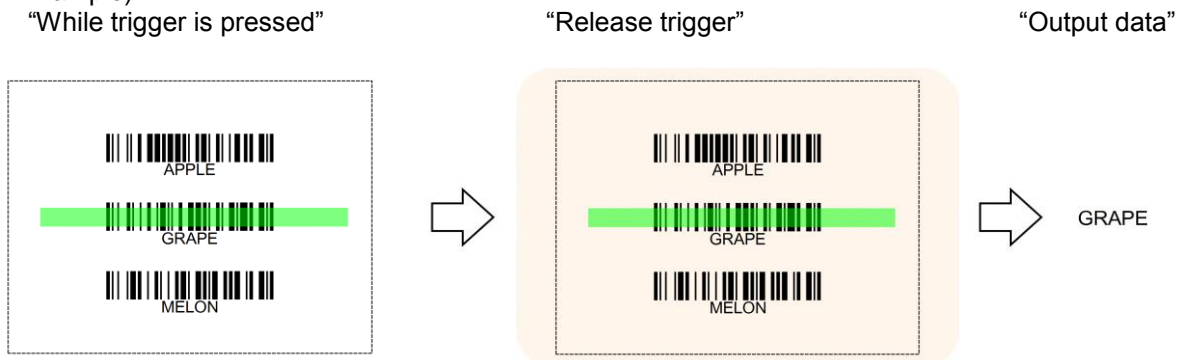 “While trigger is pressed”
“Release trigger”
“Output data”
APPLE
GRAPE
MELON
APPLE
GRAPE
MELON
GRAPE